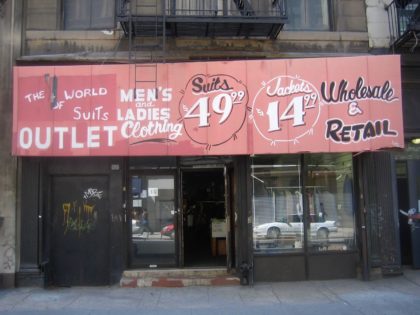 THE WORLD
OF SUITS
OUTLET
MEN'S
and
LADIES
Clothing
Suits
$49.99
Jackets
$14.99
Wholesale
&
RETAIL